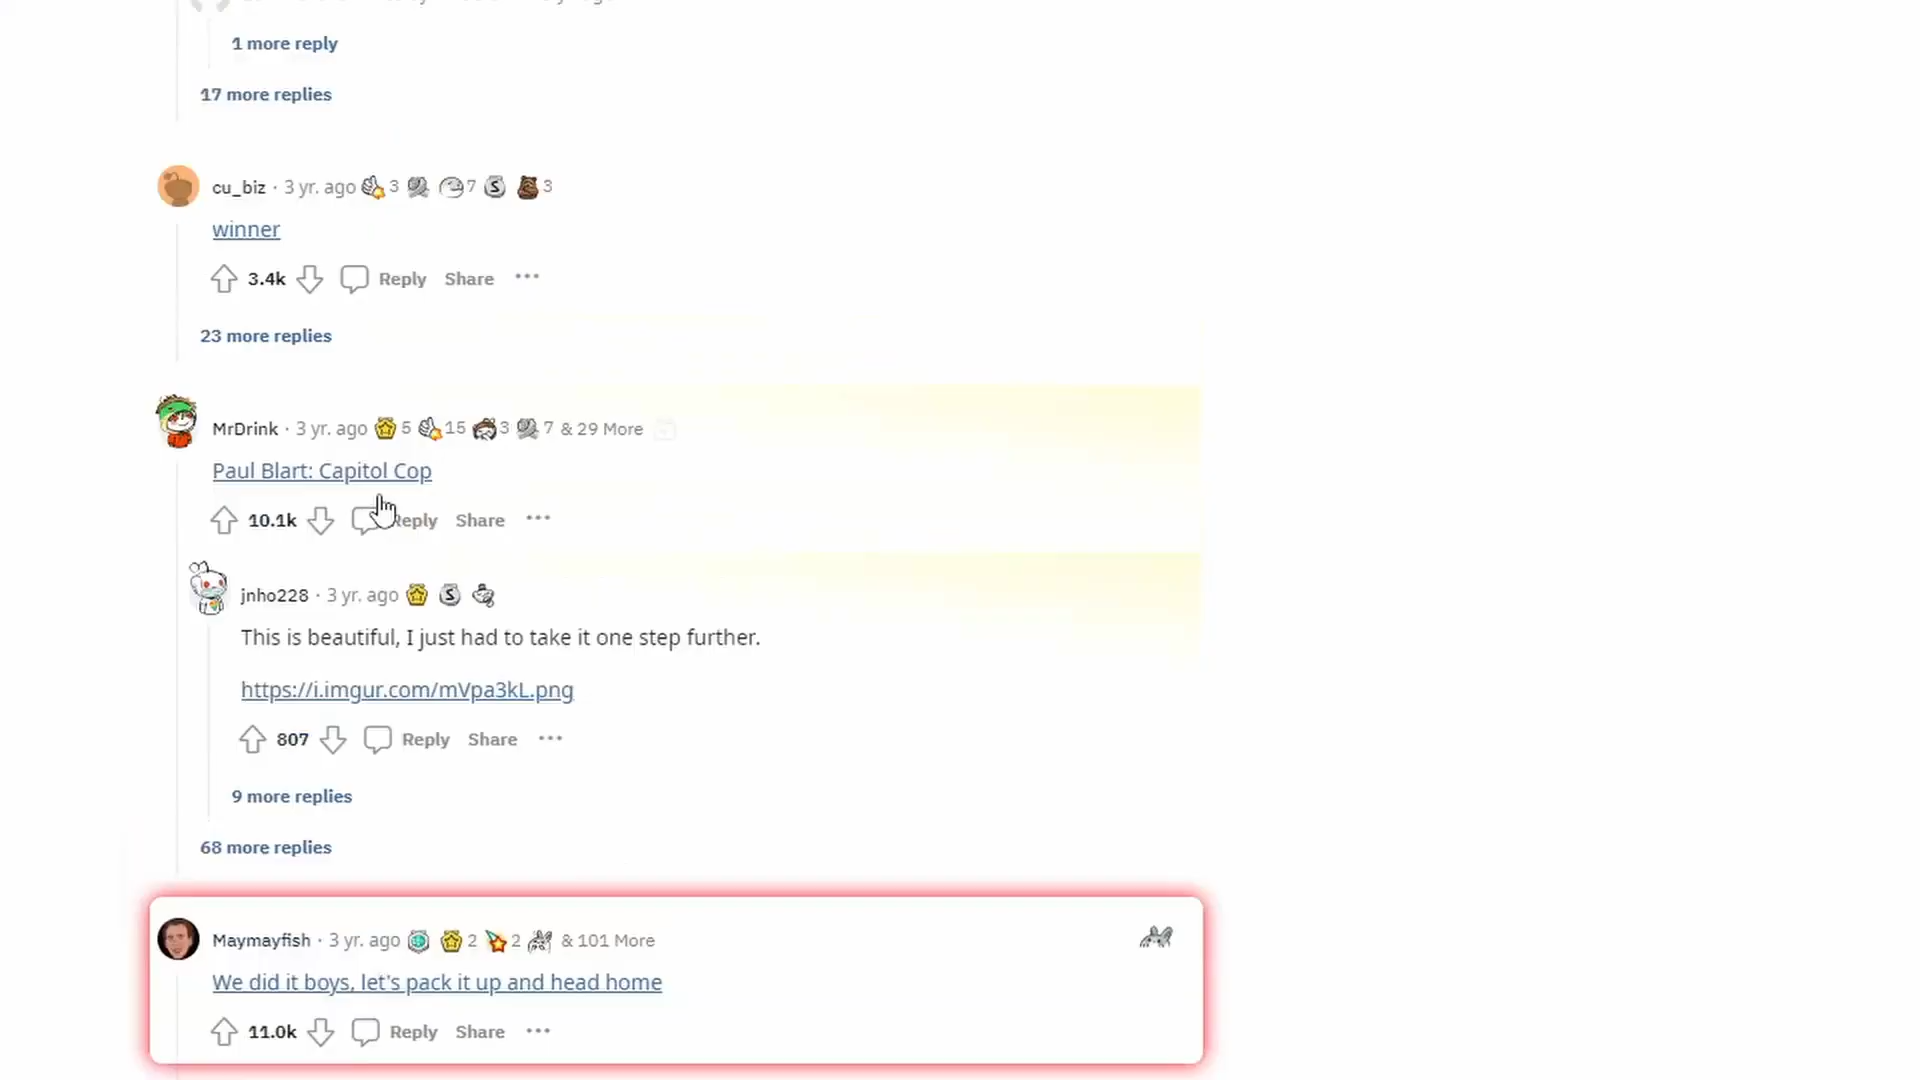 1 more reply
17 more replies
cu_biz · 3 yr. ago 3 7 S 3
winner
3.4k Reply Share ···
23 more replies
MrDrink · 3 yr. ago 5 15 3 7 & 29 More
Paul Blart: Capitol Cop
10.1k Reply Share ···
jnho228 · 3 yr. ago S
This is beautiful, I just had to take it one step further.
https://i.imgur.com/mVpa3kL.png
807 Reply Share ···
9 more replies
68 more replies
Maymayfish · 3 yr. ago 2 2 & 101 More
We did it boys, let's pack it up and head home
11.0k Reply Share ···